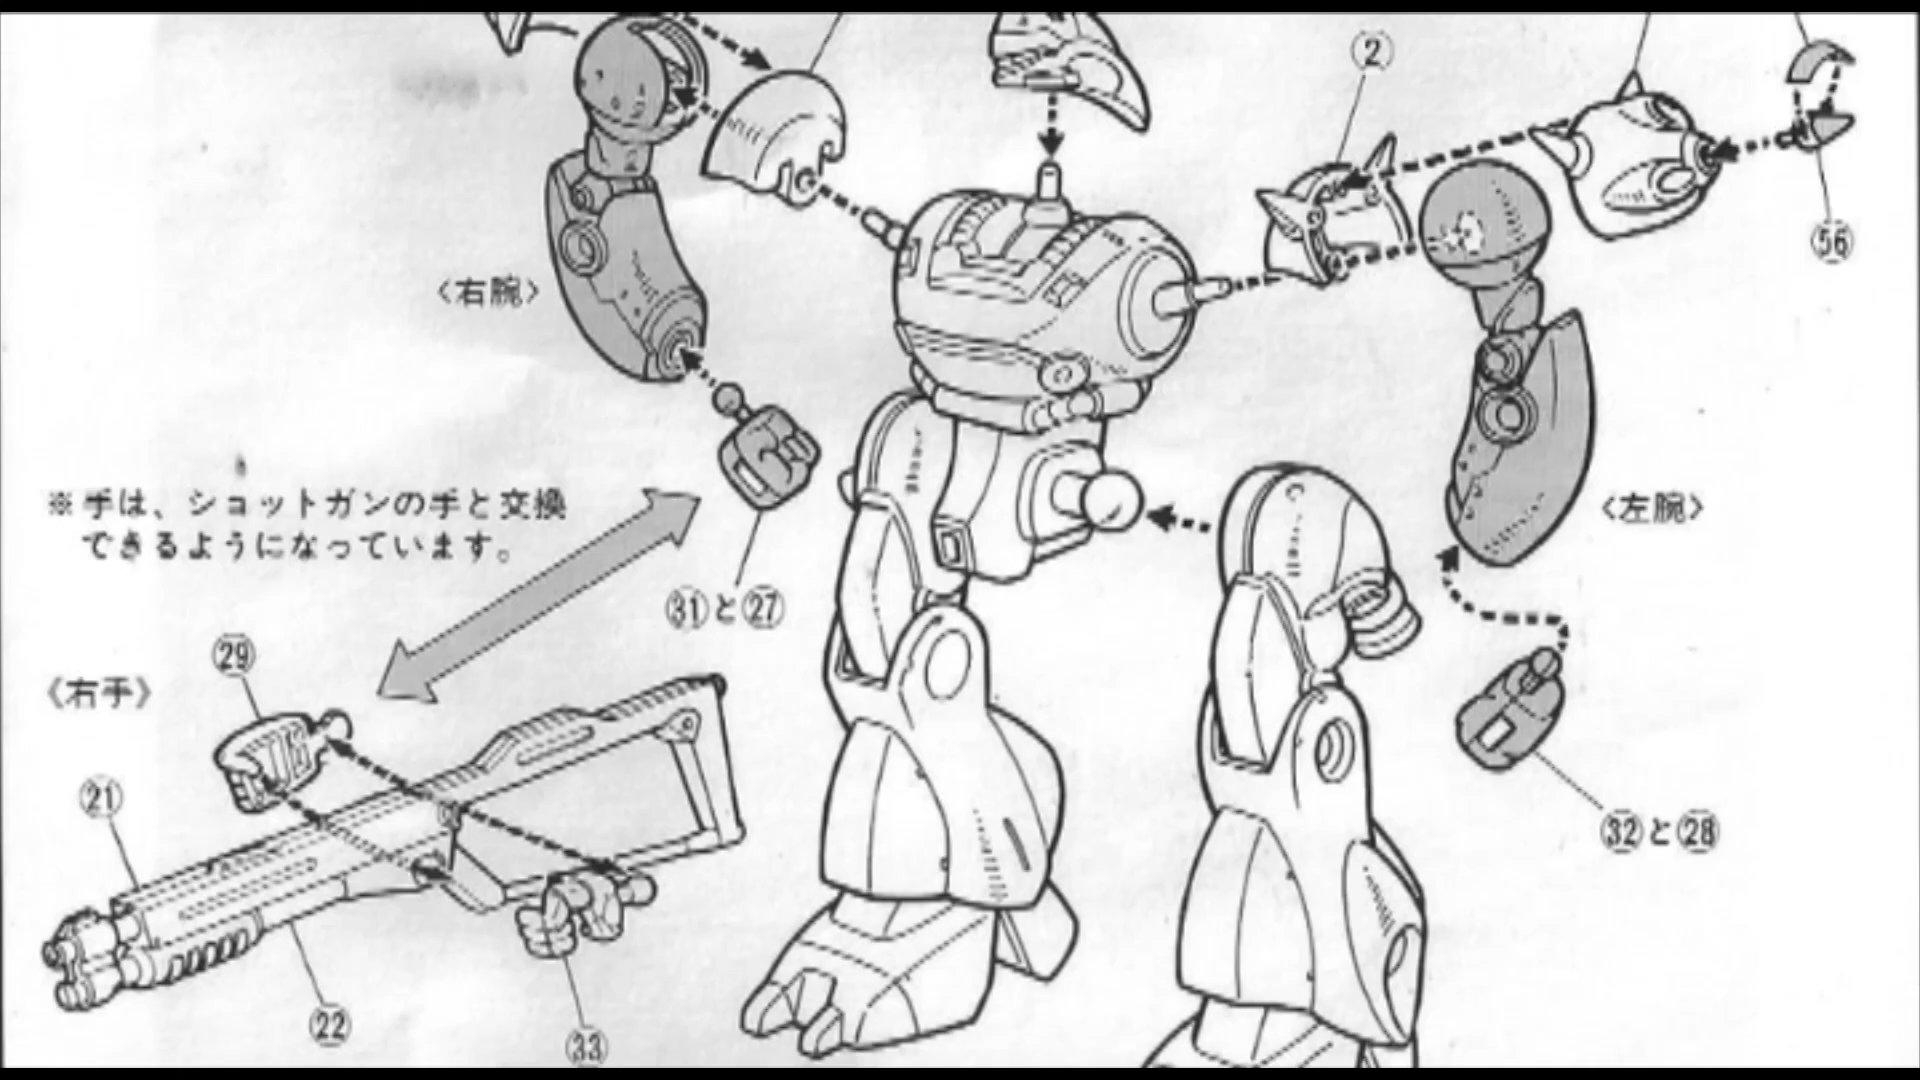 ②
56
〈右腕〉
※手は、ショットガンの手と交換
できるようになっています。
〈左腕〉
㉛と㉗
㉙
《右手》
㉑
㉜と㉘
㉒
㉝